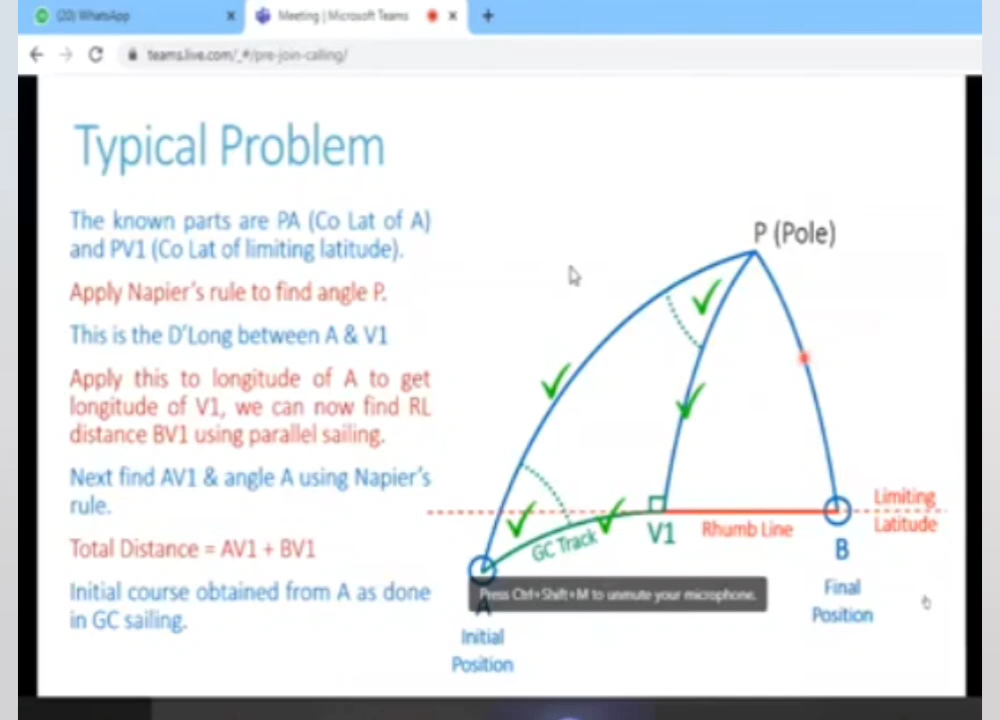 (20) WhatsApp
Meeting | Microsoft Teams
teams.live.com/_#/pre-join-calling/
Typical Problem
The known parts are PA (Co Lat of A)
and PV1 (Co Lat of limiting latitude).
Apply Napier's rule to find angle P.
This is the D'Long between A & V1
Apply this to longitude of A to get
longitude of V1, we can now find RL
distance BV1 using parallel sailing.
Next find AV1 & angle A using Napier's
rule.
Total Distance = AV1 + BV1
Initial course obtained from A as done
in GC sailing.
P (Pole)
Limiting
Latitude
GC Track
V1
Rhumb Line
B
Press Ctrl+Shift+M to unmute your microphone.
A
Initial
Position
Final
Position